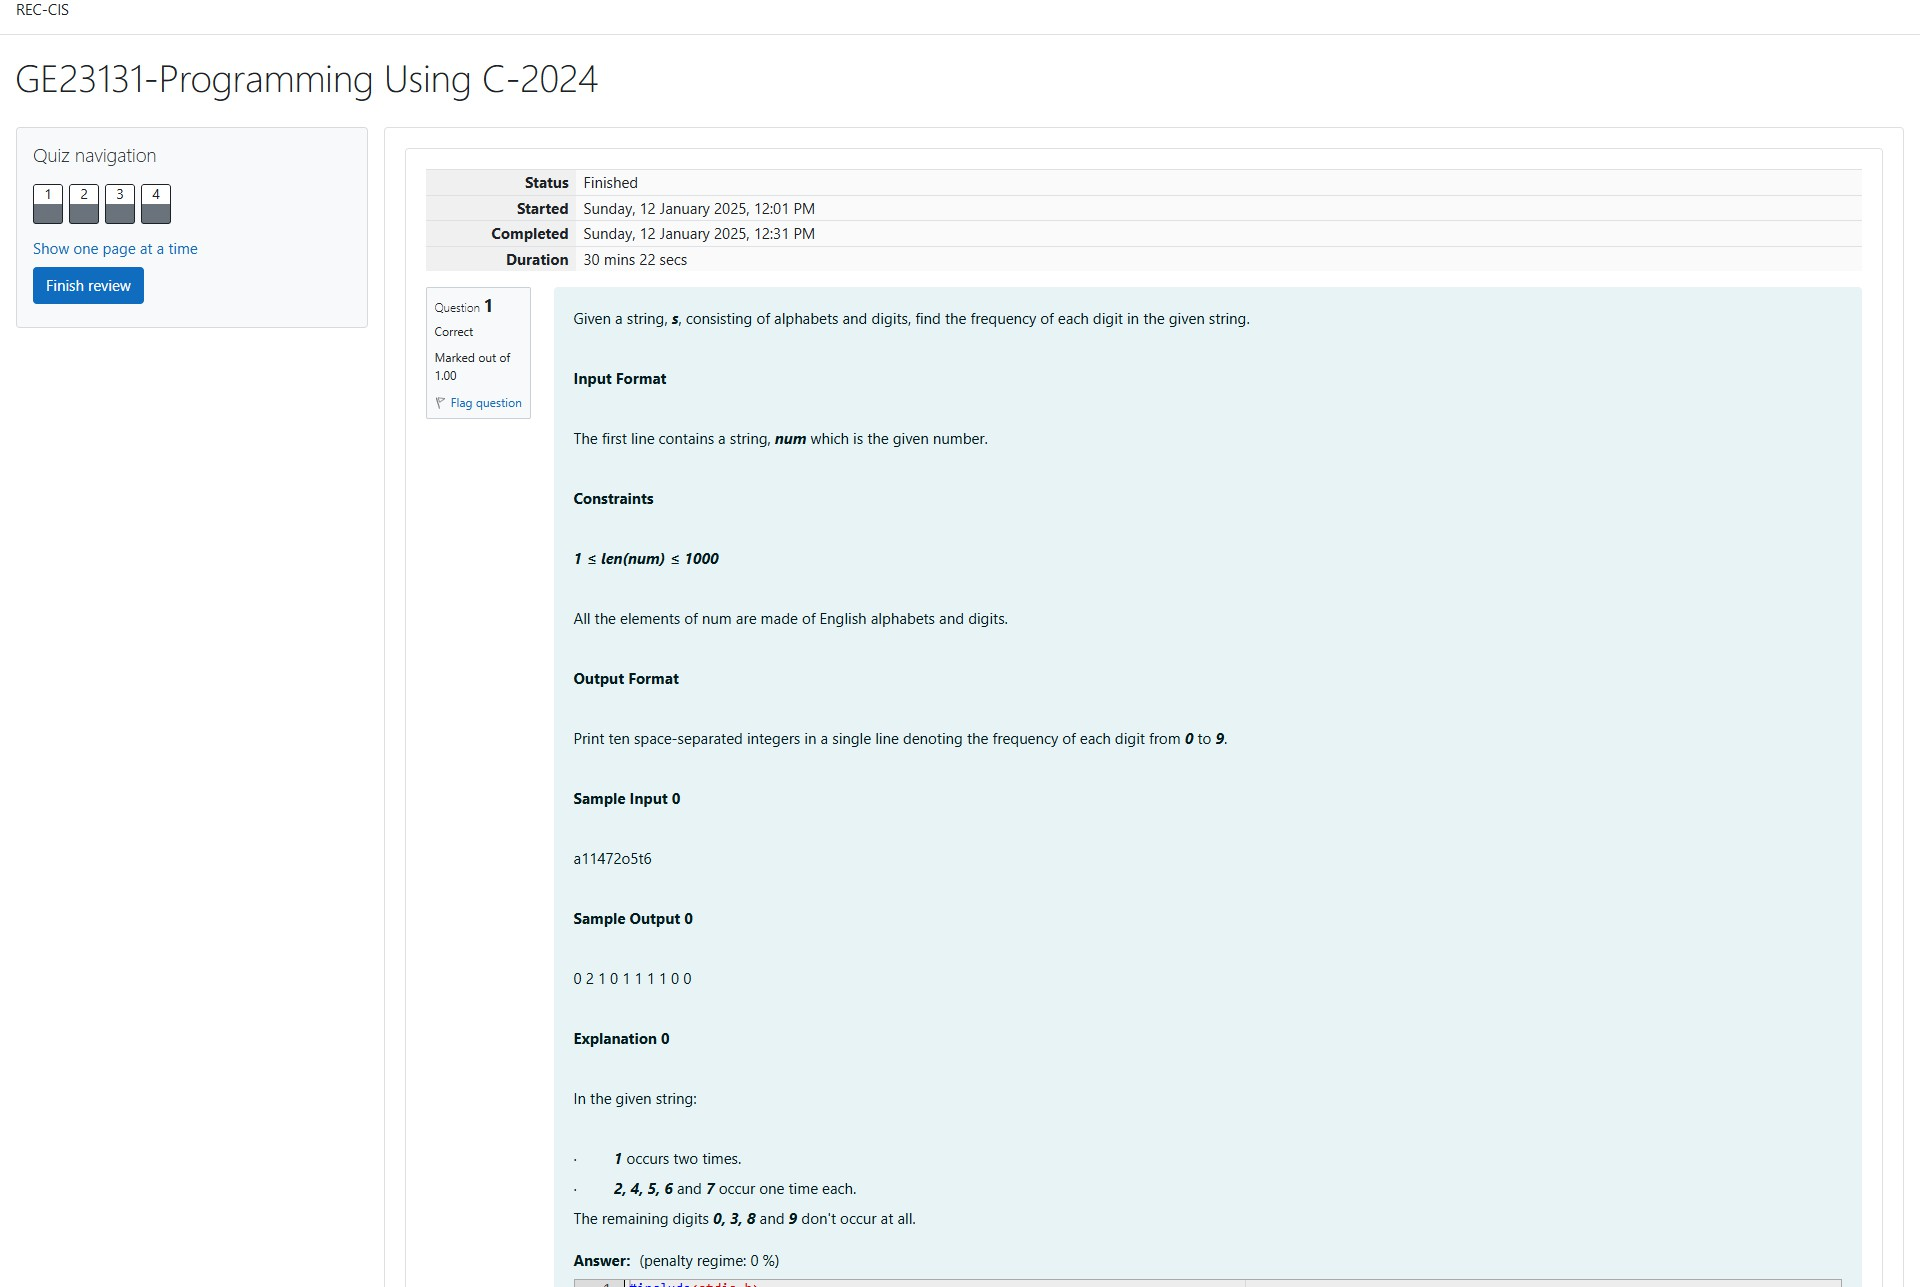 REC-CIS
GE23131-Programming Using C-2024
Quiz navigation
1 2 3 4
Show one page at a time
Finish review
Status Finished
Started Sunday, 12 January 2025, 12:01 PM
Completed Sunday, 12 January 2025, 12:31 PM
Duration 30 mins 22 secs
Question 1
Correct
Marked out of
1.00
Flag question
Given a string, s, consisting of alphabets and digits, find the frequency of each digit in the given string.
Input Format
The first line contains a string, num which is the given number.
Constraints
1 ≤ len(num) ≤ 1000
All the elements of num are made of English alphabets and digits.
Output Format
Print ten space-separated integers in a single line denoting the frequency of each digit from 0 to 9.
Sample Input 0
a11472o5t6
Sample Output 0
0 2 1 0 1 1 1 1 0 0
Explanation 0
In the given string:
· 1 occurs two times.
· 2, 4, 5, 6 and 7 occur one time each.
The remaining digits 0, 3, 8 and 9 don't occur at all.
Answer: (penalty regime: 0 %)